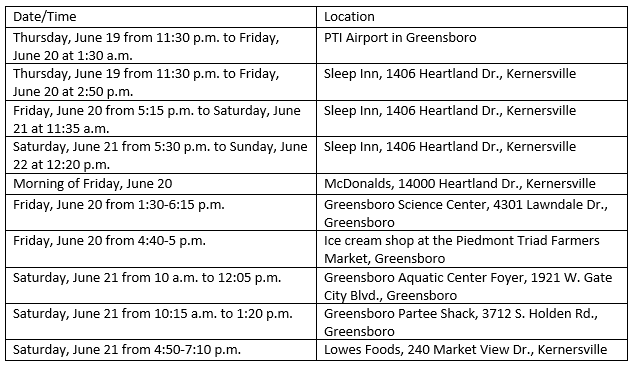 Date/Time
Location
Thursday, June 19 from 11:30 p.m. to Friday,
June 20 at 1:30 a.m.
PTI Airport in Greensboro
Thursday, June 19 from 11:30 p.m. to Friday,
June 20 at 2:50 p.m.
Sleep Inn, 1406 Heartland Dr., Kernersville
Friday, June 20 from 5:15 p.m. to Saturday, June
21 at 11:35 a.m.
Sleep Inn, 1406 Heartland Dr., Kernersville
Saturday, June 21 from 5:30 p.m. to Sunday, June
22 at 12:20 p.m.
Sleep Inn, 1406 Heartland Dr., Kernersville
Morning of Friday, June 20
McDonalds, 14000 Heartland Dr., Kernersville
Friday, June 20 from 1:30-6:15 p.m.
Greensboro Science Center, 4301 Lawndale Dr.,
Greensboro
Friday, June 20 from 4:40-5 p.m.
Ice cream shop at the Piedmont Triad Farmers
Market, Greensboro
Saturday, June 21 from 10 a.m. to 12:05 p.m.
Greensboro Aquatic Center Foyer, 1921 W. Gate
City Blvd., Greensboro
Saturday, June 21 from 10:15 a.m. to 1:20 p.m.
Greensboro Partee Shack, 3712 S. Holden Rd.,
Greensboro
Saturday, June 21 from 4:50-7:10 p.m.
Lowes Foods, 240 Market View Dr., Kernersville